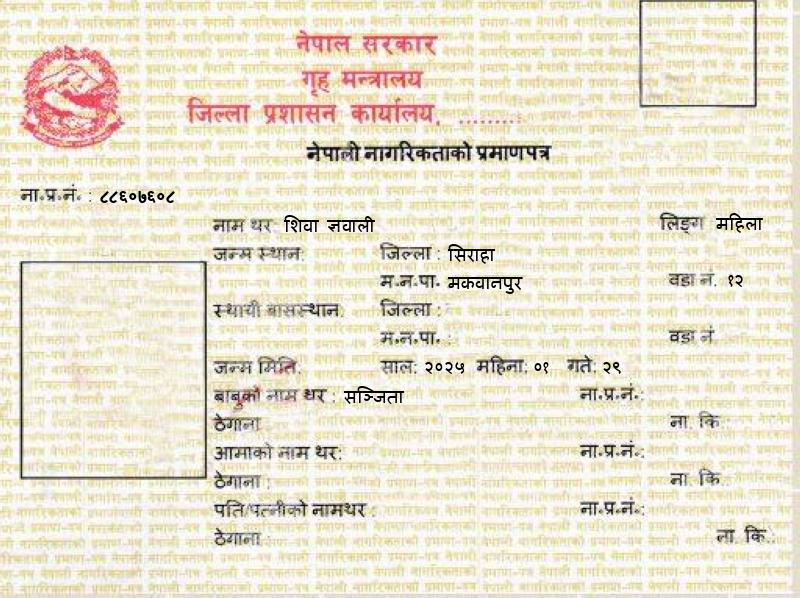 नेपाल सरकार
गृह मन्त्रालय
जिल्ला प्रशासन कार्यालय, ........
नेपाली नागरिकताको प्रमाणपत्र
ना.प्र.नं. : ८८६०७६०८
नाम थर: शिवा ज्ञवाली लिङ्ग महिला
जन्म स्थान: जिल्ला : सिराहा
म.न.पा. मकवानपुर वडा नं. १२
स्थायी बासस्थान: जिल्ला :
म.न.पा. : वडा नं
जन्म मिति: साल: २०२५ महिना: ०१ गते: २९
बाबुको नाम थर : सञ्जिता ना.प्र.नं.:
ठेगाना ना. कि.:
आमाको नाम थर: ना.प्र.नं.:
ठेगाना : ना. कि.
पति/पत्नीको नामथर : ना.प्र.नं.:
ठेगाना : ना. कि.: